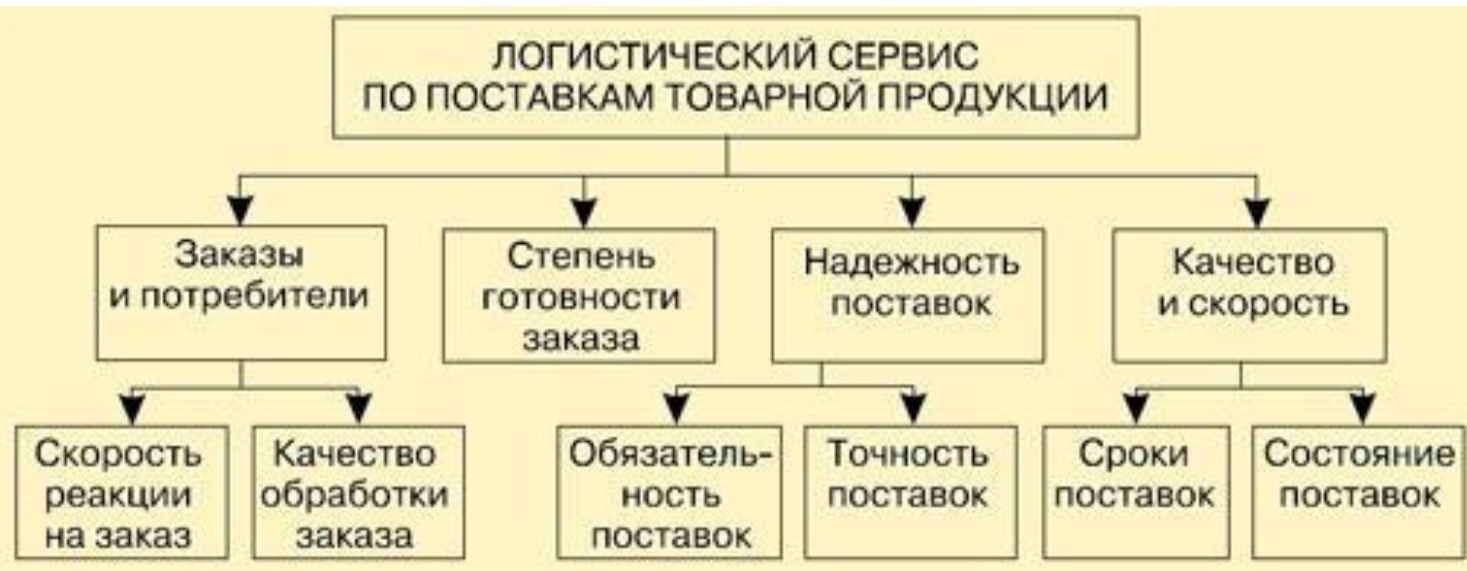 ЛОГИСТИЧЕСКИЙ СЕРВИС
ПО ПОСТАВКАМ ТОВАРНОЙ ПРОДУКЦИИ
Заказы
и потребители
Степень
готовности
заказа
Надежность
поставок
Качество
и скорость
Скорость
реакции
на заказ
Качество
обработки
заказа
Обязатель-
ность
поставок
Точность
поставок
Сроки
поставок
Состояние
поставок